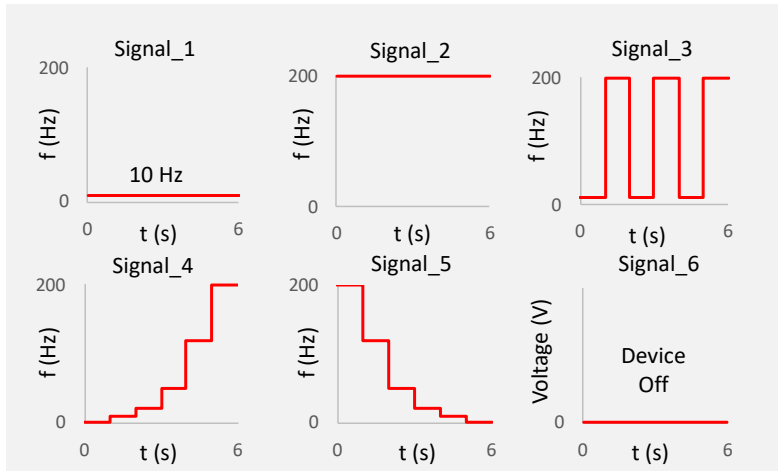 Signal_1
200
f (Hz)
10 Hz
0
0
6
t (s)
Signal_2
200
f (Hz)
0
0
6
t (s)
Signal_3
200
f (Hz)
0
0
6
t (s)
Signal_4
200
f (Hz)
0
0
6
t (s)
Signal_5
200
f (Hz)
0
0
6
t (s)
Signal_6
Voltage (V)
Device
Off
0
0
6
t (s)